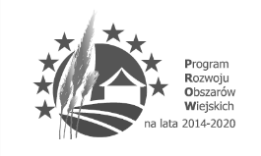 Program
Rozwoju
Obszarów
Wiejskich
na lata 2014-2020